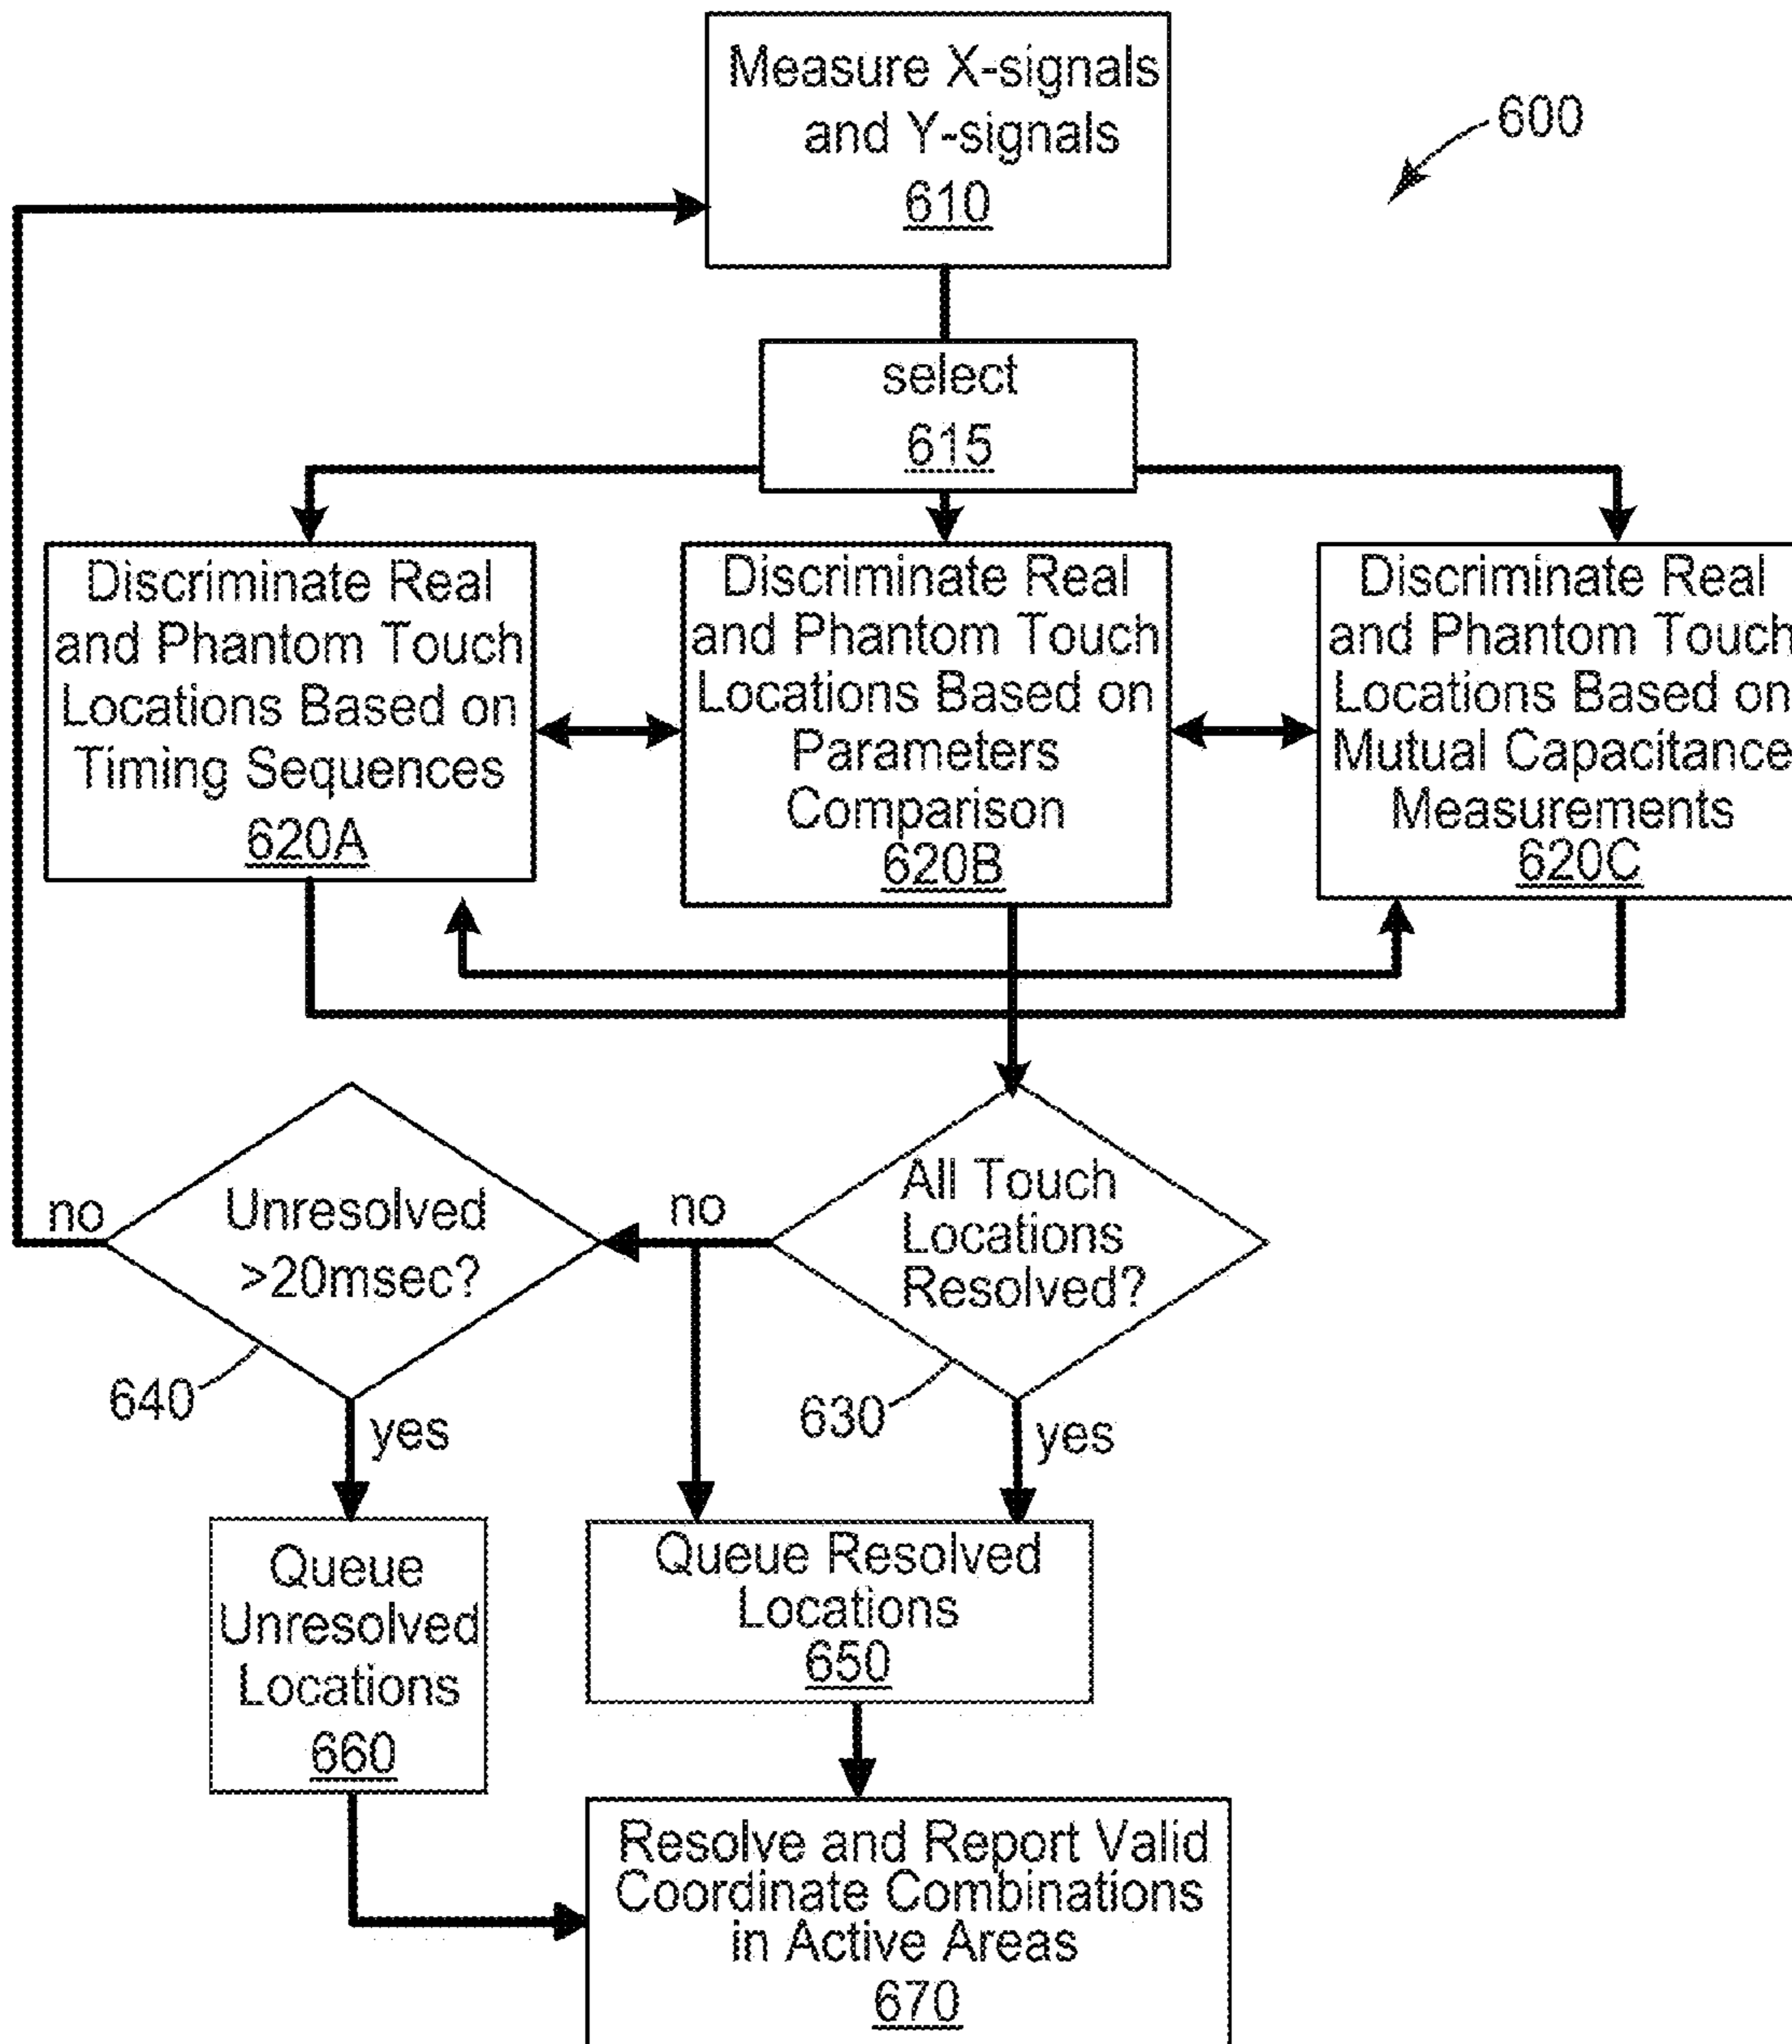 Measure X-signals
and Y-signals
610
600
select
615
Discriminate Real
and Phantom Touch
Locations Based on
Timing Sequences
620A
Discriminate Real
and Phantom Touch
Locations Based on
Parameters
Comparison
620B
Discriminate Real
and Phantom Touch
Locations Based on
Mutual Capacitance
Measurements
620C
no
Unresolved
>20msec?
640
yes
no
All Touch
Locations
Resolved?
630
yes
Queue
Unresolved
Locations
660
Queue Resolved
Locations
650
Resolve and Report Valid
Coordinate Combinations
in Active Areas
670